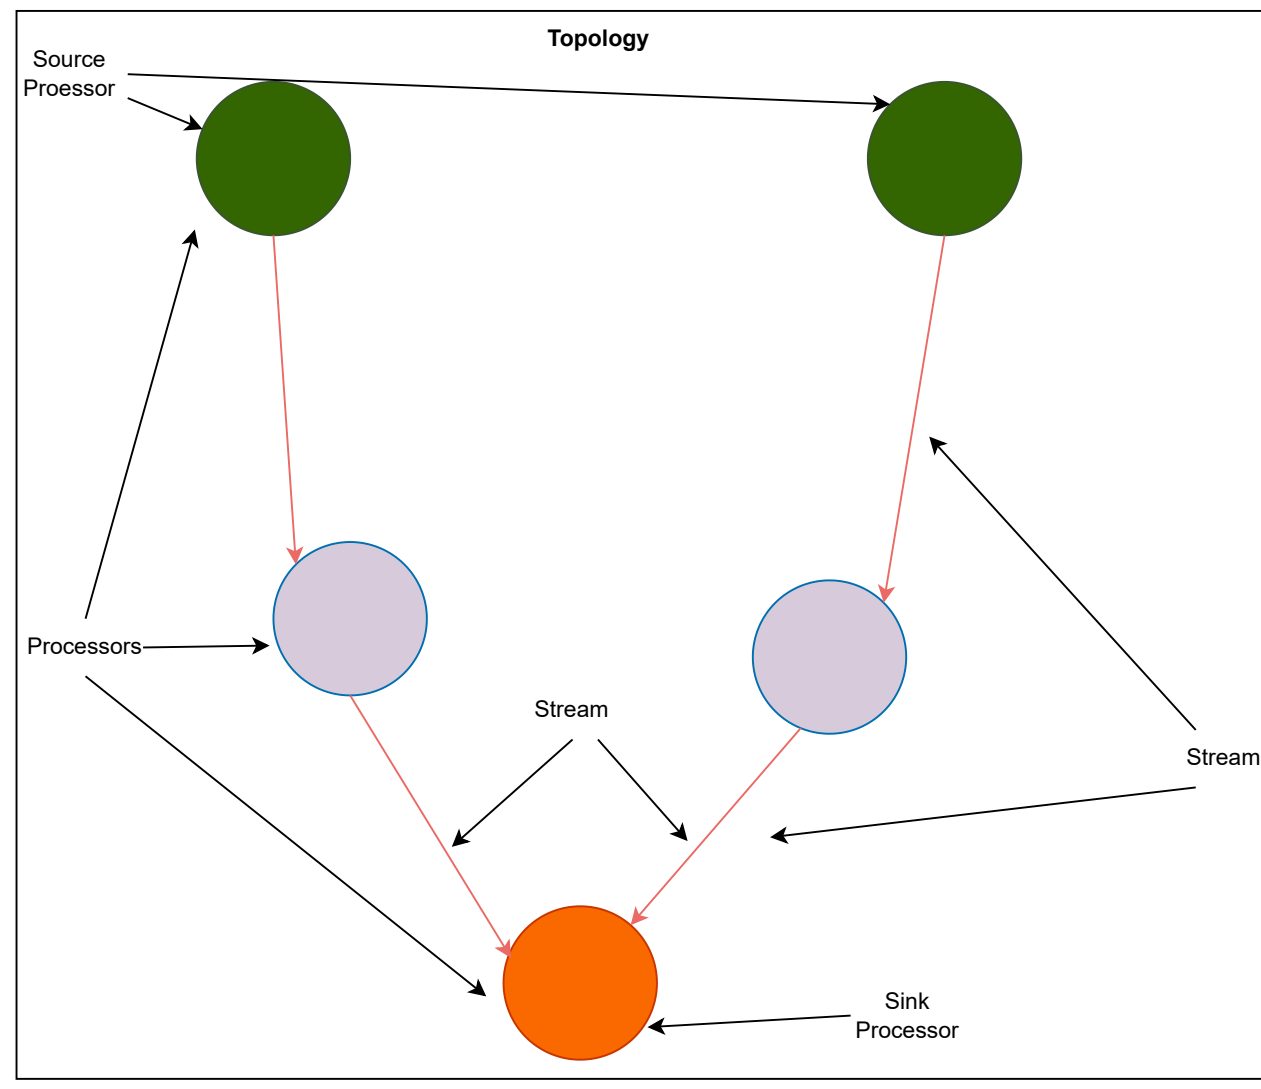 Topology
Source
Proessor
Processors
Stream
Stream
Sink
Processor